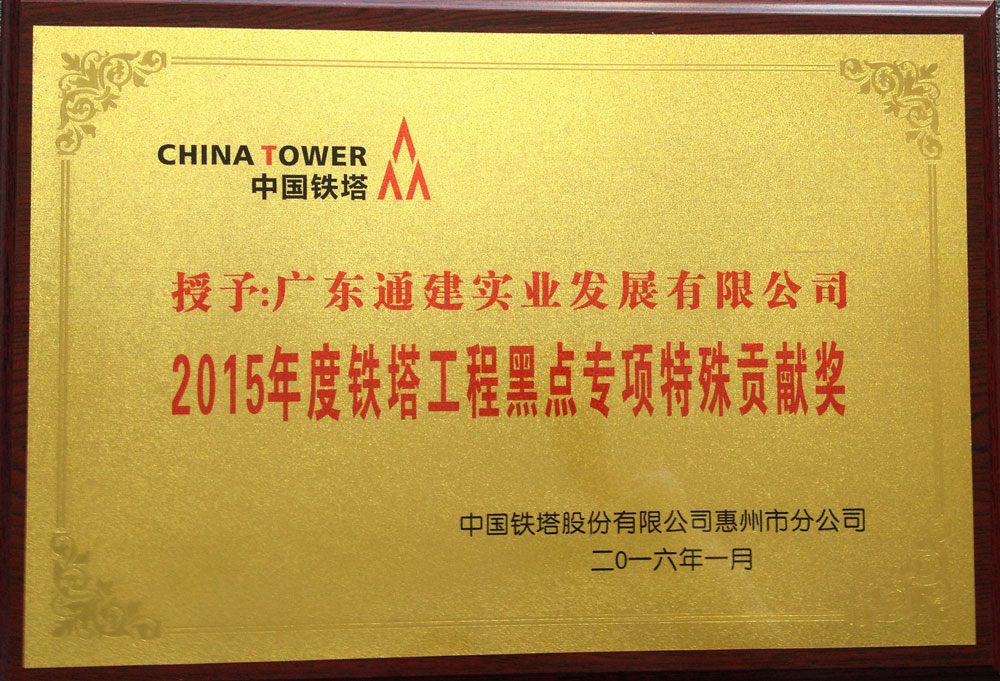 CHINA TOWER
中国铁塔
授予:广东通建实业发展有限公司
2015年度铁塔工程黑点专项特殊贡献奖
中国铁塔股份有限公司惠州市分公司
二0一六年一月